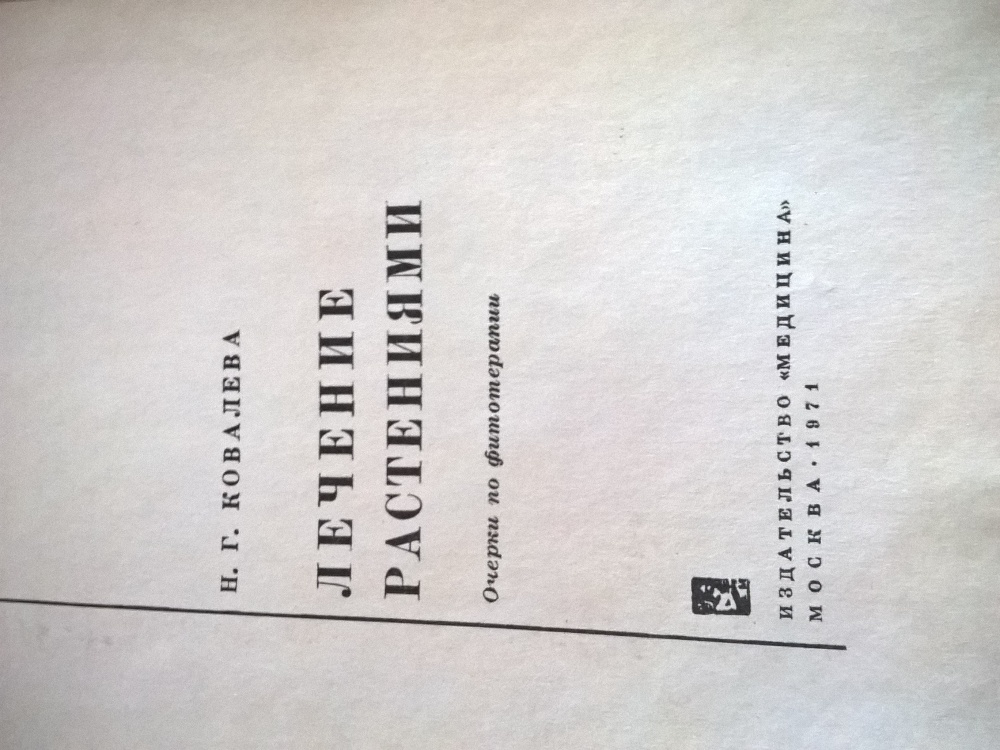 Н. Г. КОВАЛЕВА
ЛЕЧЕНИЕ
РАСТЕНИЯМИ
Очерки по фитотерапии
ИЗДАТЕЛЬСТВО «МЕДИЦИНА»
МОСКВА · 1971